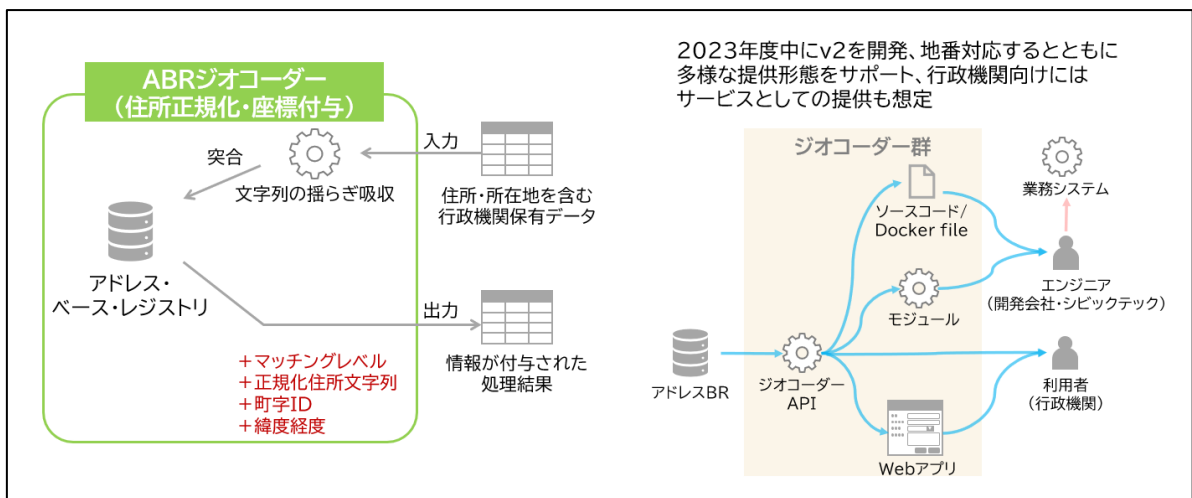 ABRジオコーダー
(住所正規化・座標付与)
突合
入力
文字列の揺らぎ吸収
住所・所在地を含む
行政機関保有データ
アドレス・
ベース・レジストリ
出力
+マッチングレベル
+正規化住所文字列
+町字ID
+緯度経度
情報が付与された
処理結果
2023年度中にv2を開発、地番対応するとともに
多様な提供形態をサポート、行政機関向けには
サービスとしての提供も想定
ジオコーダー群
ソースコード/
Docker file
業務システム
モジュール
エンジニア
(開発会社・シビックテック)
アドレスBR
ジオコーダー
API
利用者
(行政機関)
Webアプリ